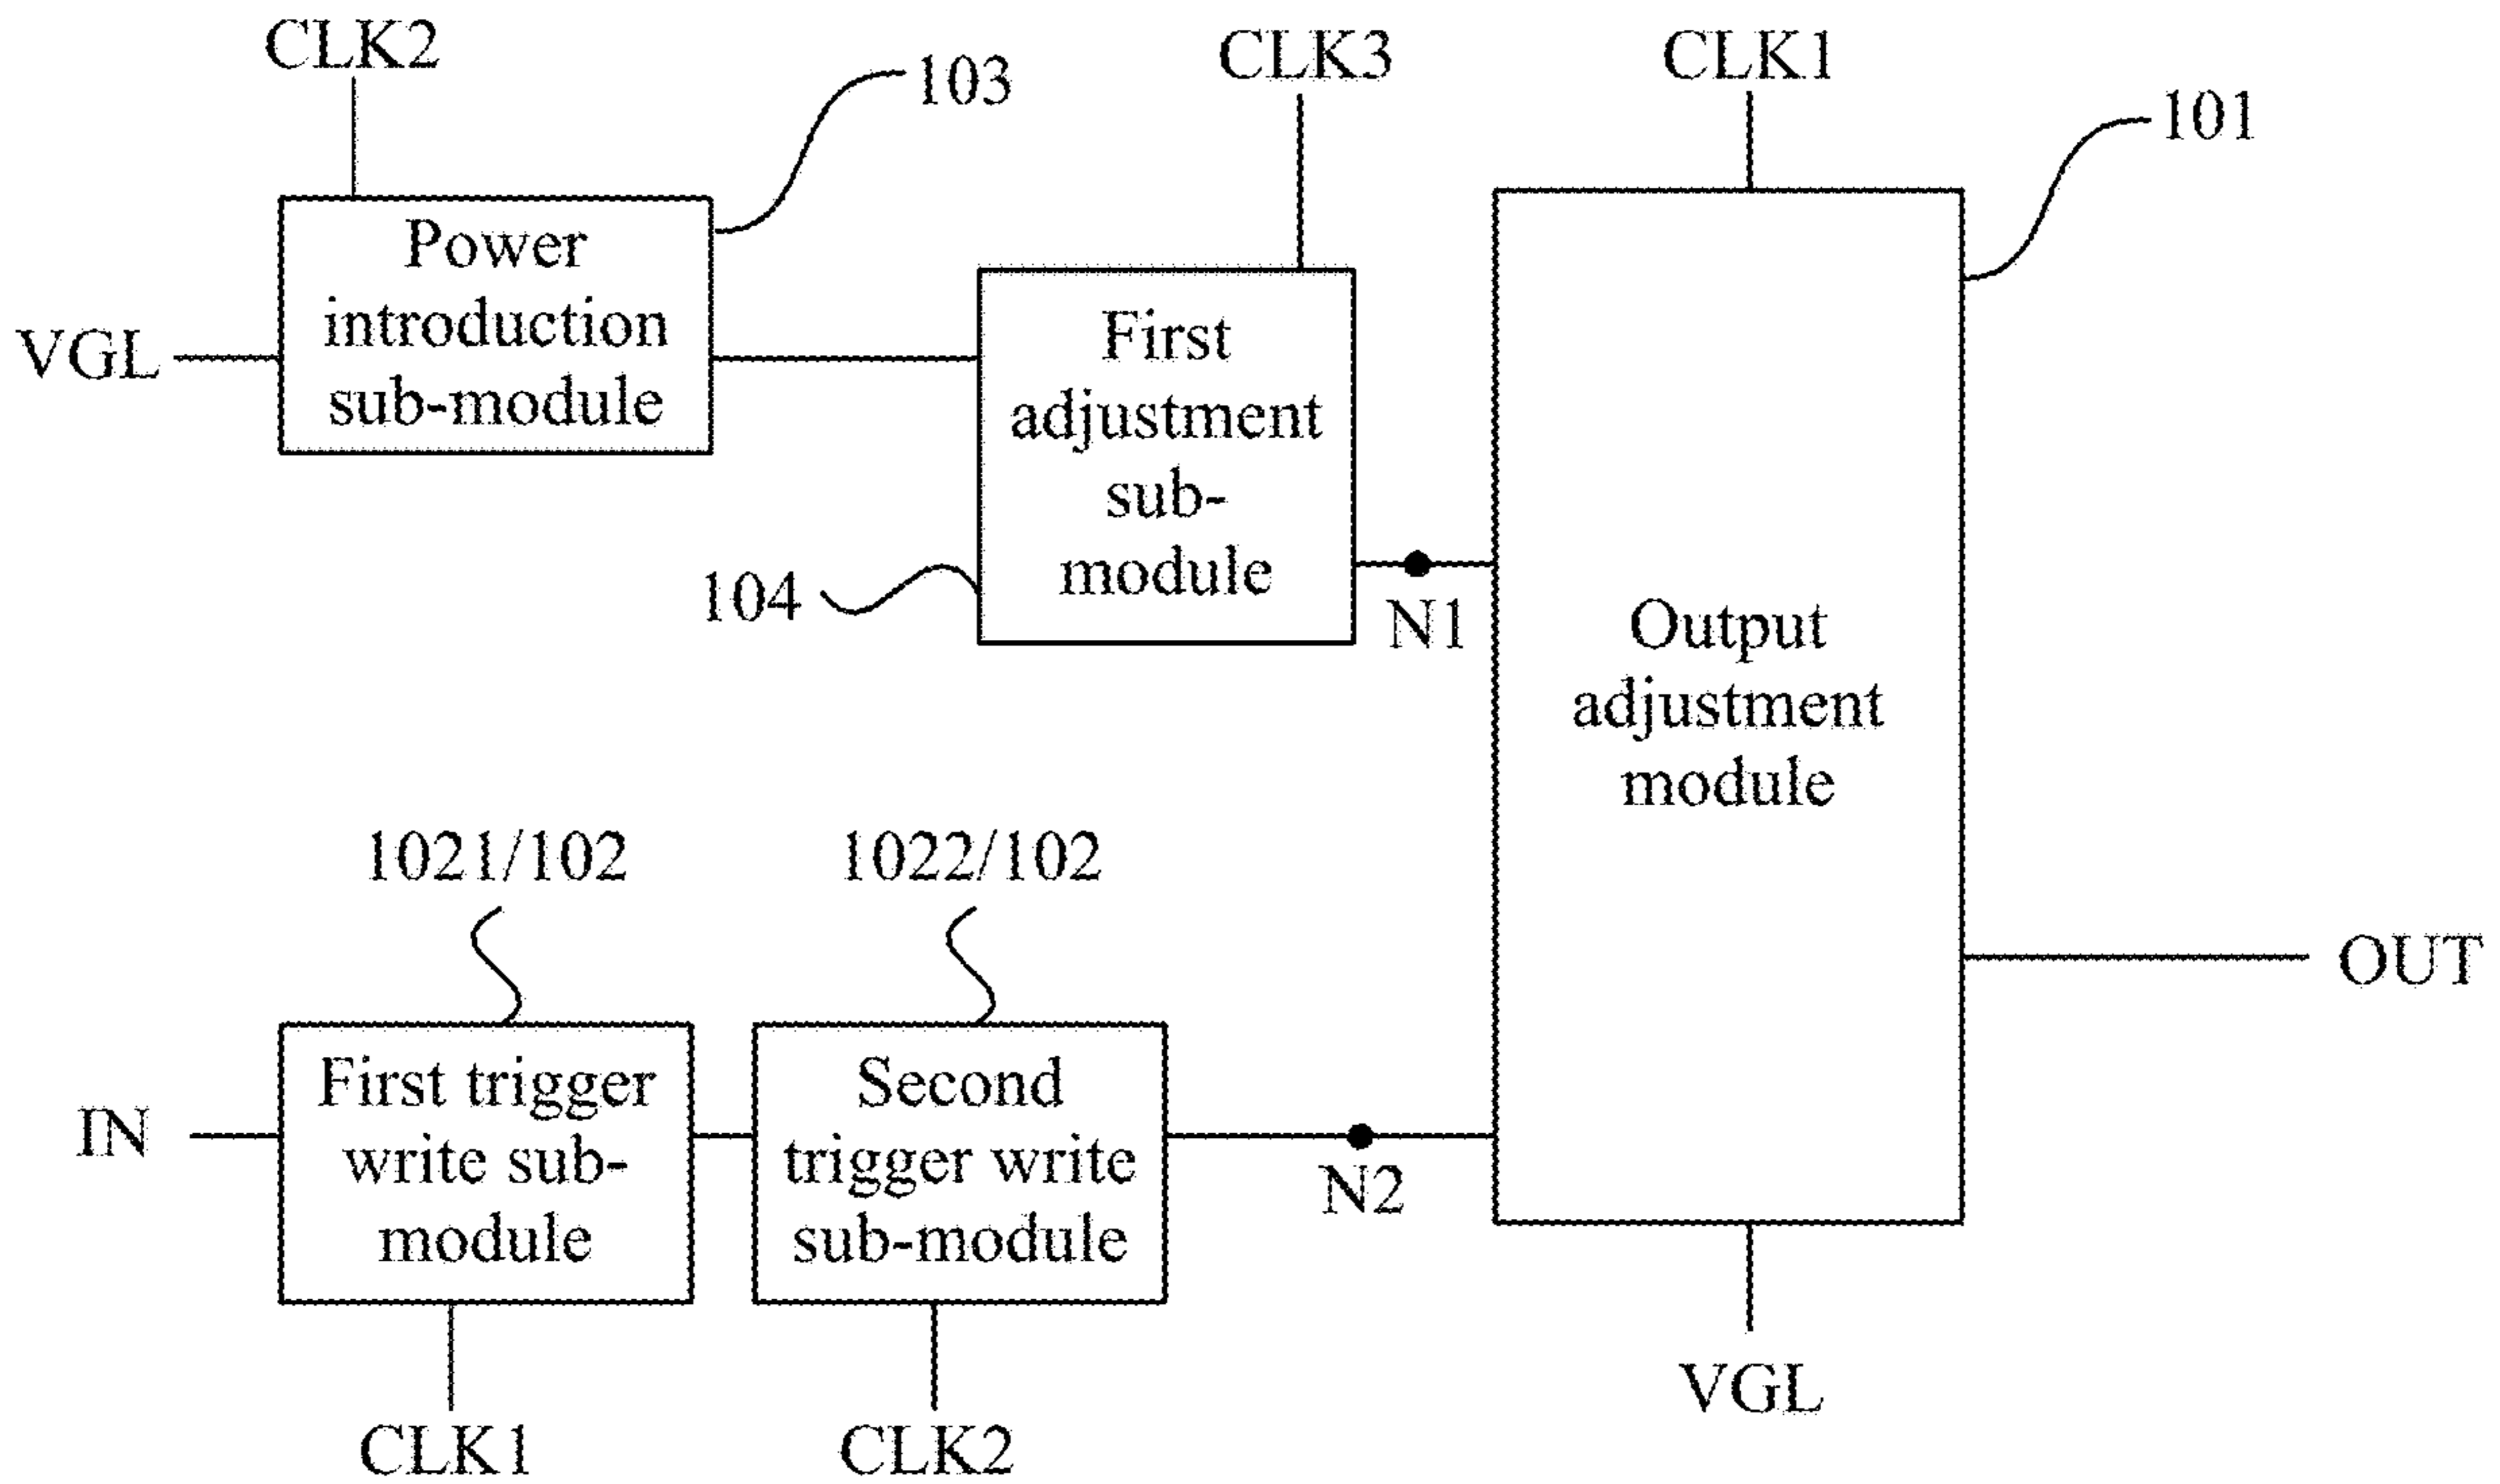 CLK2
103
CLK3
CLK1
101
Power
introduction
sub-module
VGL
First
adjustment
sub-
module
104
N1
Output
adjustment
module
1021/102
1022/102
OUT
First trigger
write sub-
module
Second
trigger write
sub-module
IN
N2
VGL
CLK1
CLK2